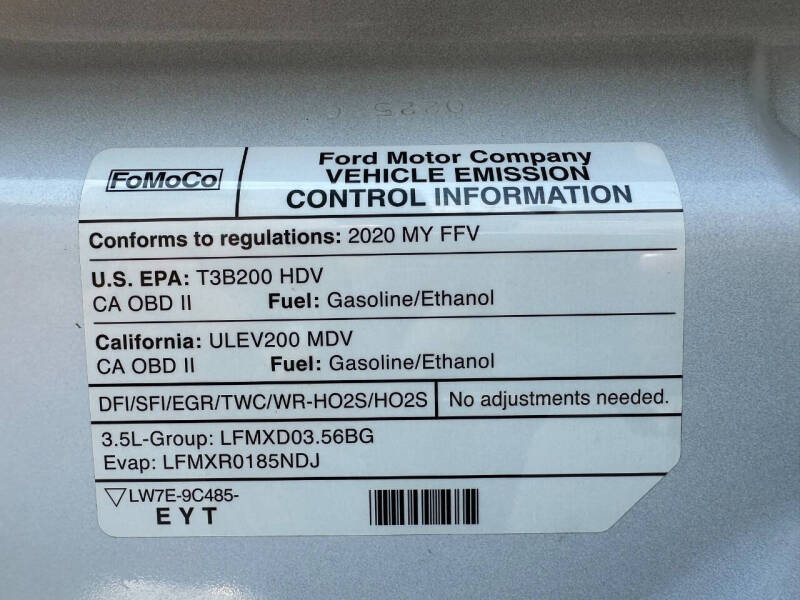 FoMoCo
Ford Motor Company
VEHICLE EMISSION
CONTROL INFORMATION
Conforms to regulations: 2020 MY FFV
U.S. EPA: T3B200 HDV
CA OBD II Fuel: Gasoline/Ethanol
California: ULEV200 MDV
CA OBD II Fuel: Gasoline/Ethanol
DFI/SFI/EGR/TWC/WR-HO2S/HO2S No adjustments needed.
3.5L-Group: LFMXD03.56BG
Evap: LFMXR0185NDJ
LW7E-9C485-
EYT